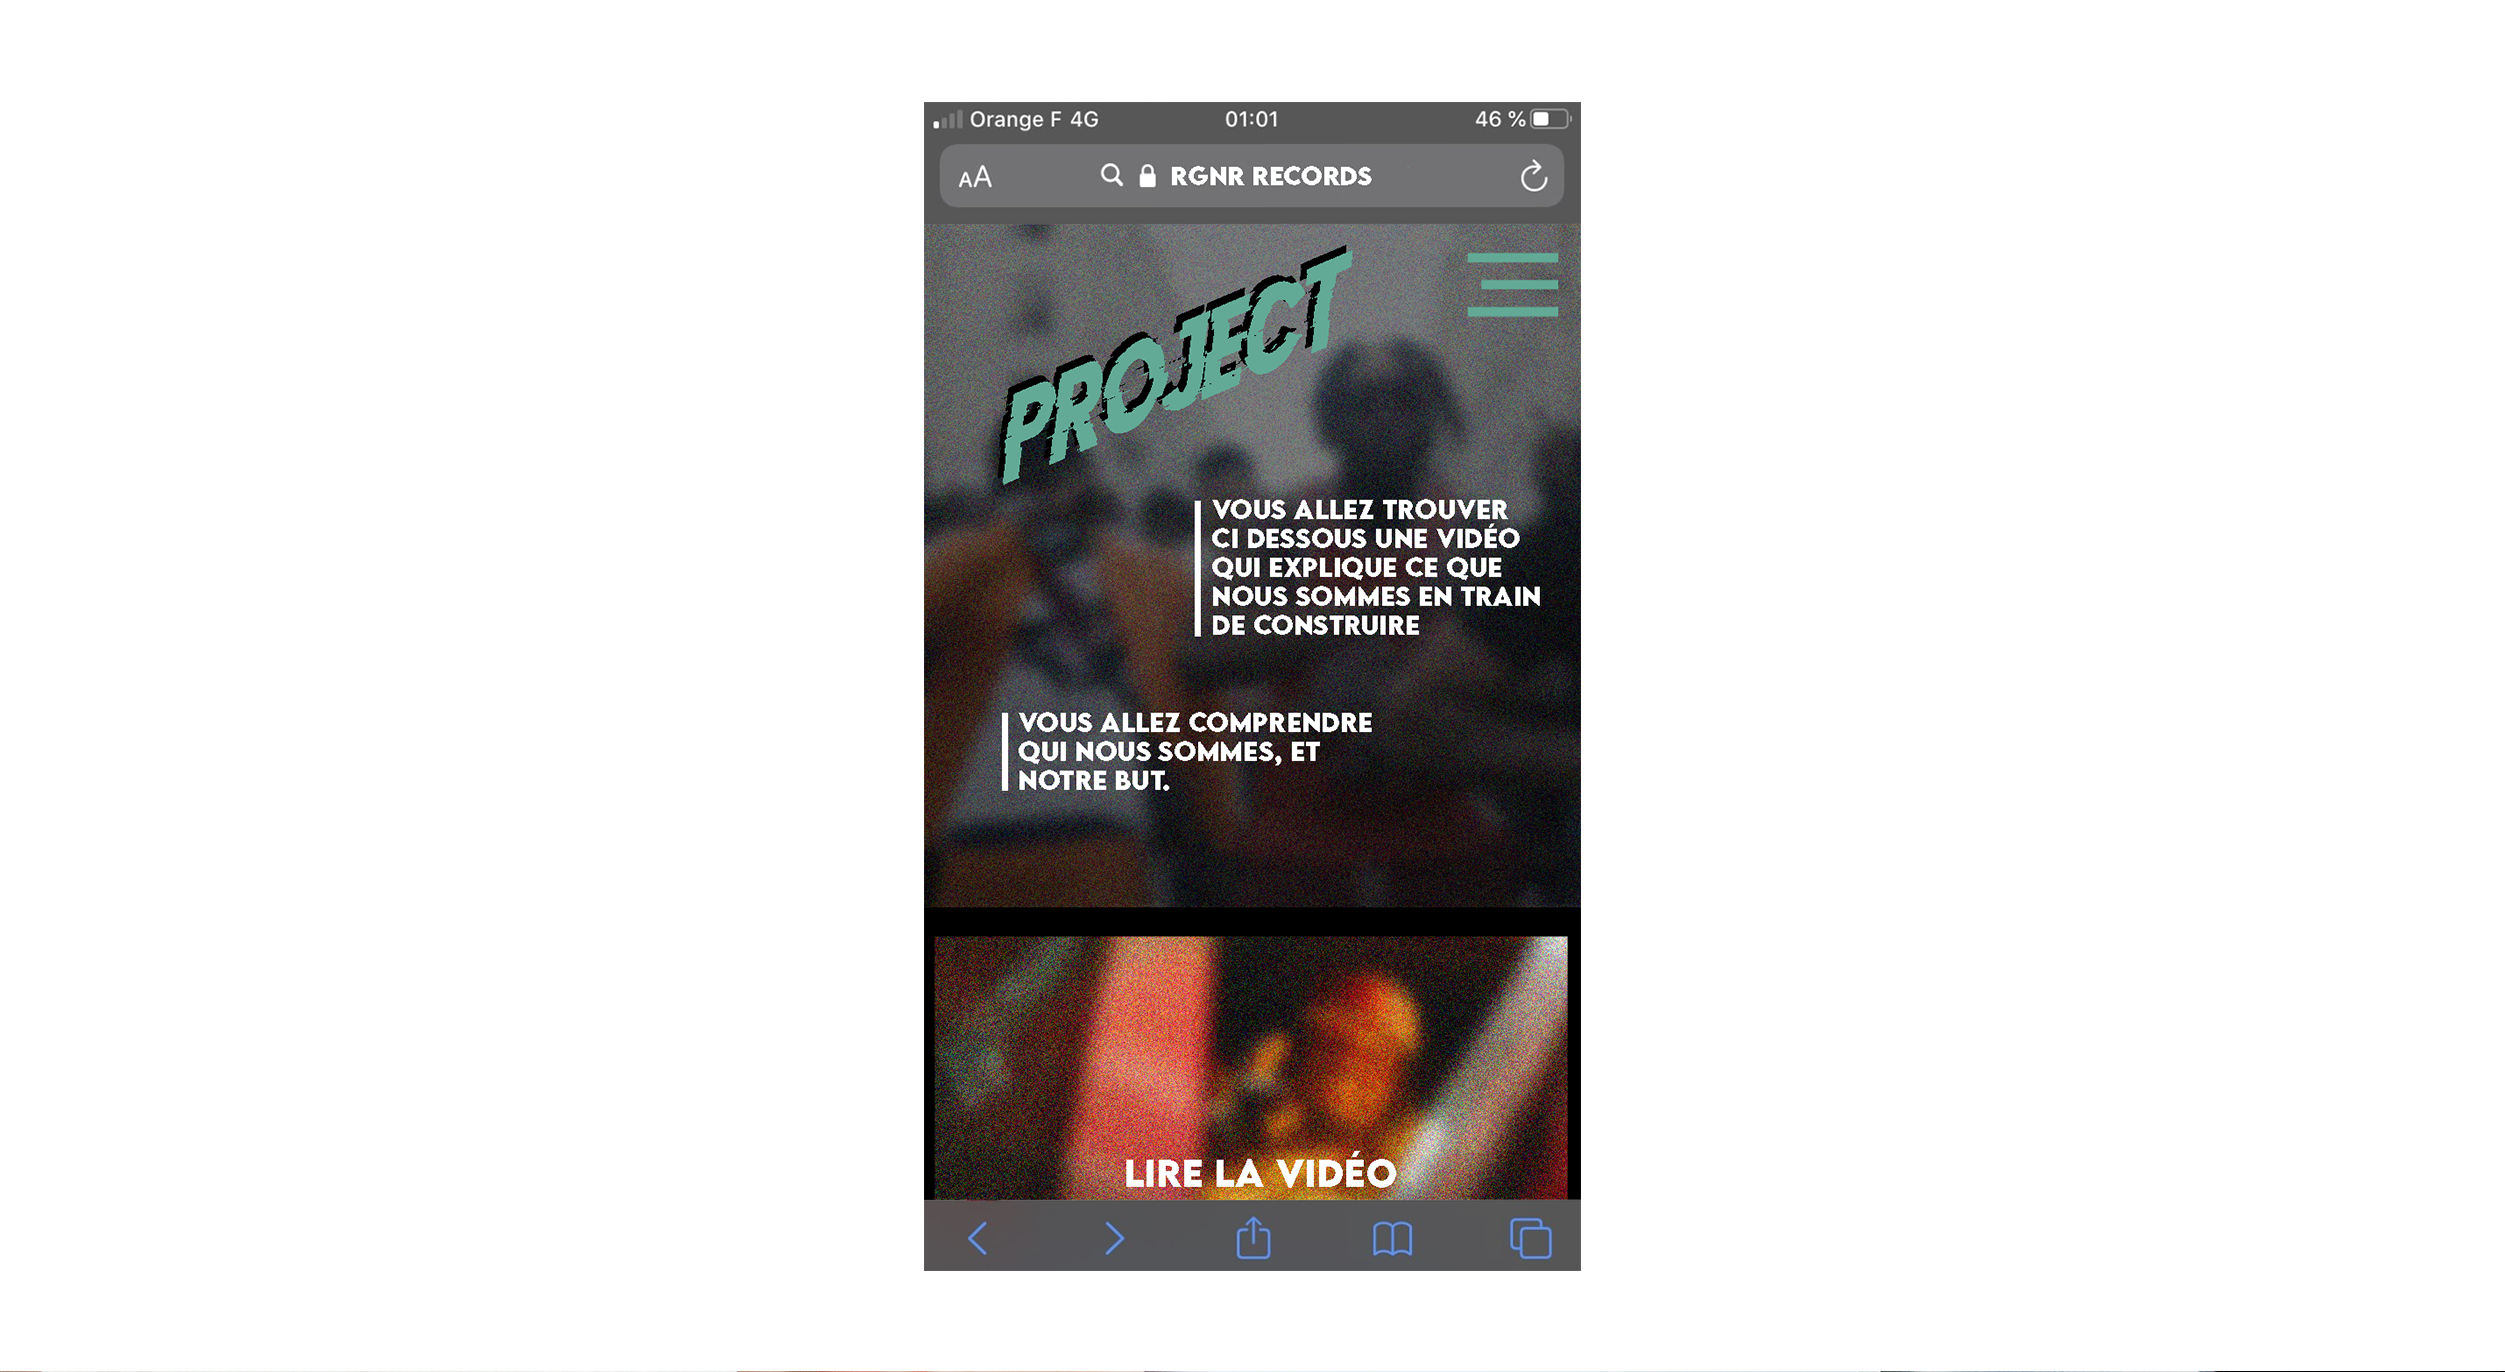 Orange F 4G
01:01
46 %
AA
RGNR RECORDS
PROJECT
VOUS ALLEZ TROUVER
CI DESSOUS UNE VIDÉO
QUI EXPLIQUE CE QUE
NOUS SOMMES EN TRAIN
DE CONSTRUIRE
VOUS ALLEZ COMPRENDRE
QUI NOUS SOMMES, ET
NOTRE BUT.
LIRE LA VIDÉO